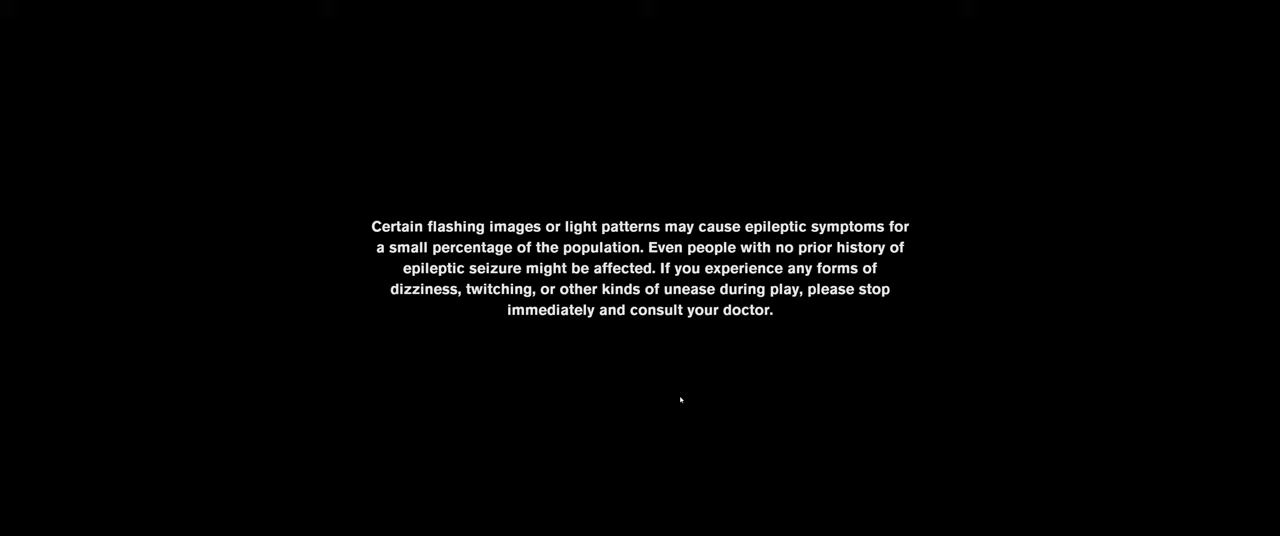 Certain flashing images or light patterns may cause epileptic symptoms for
a small percentage of the population. Even people with no prior history of
epileptic seizure might be affected. If you experience any forms of
dizziness, twitching, or other kinds of unease during play, please stop
immediately and consult your doctor.